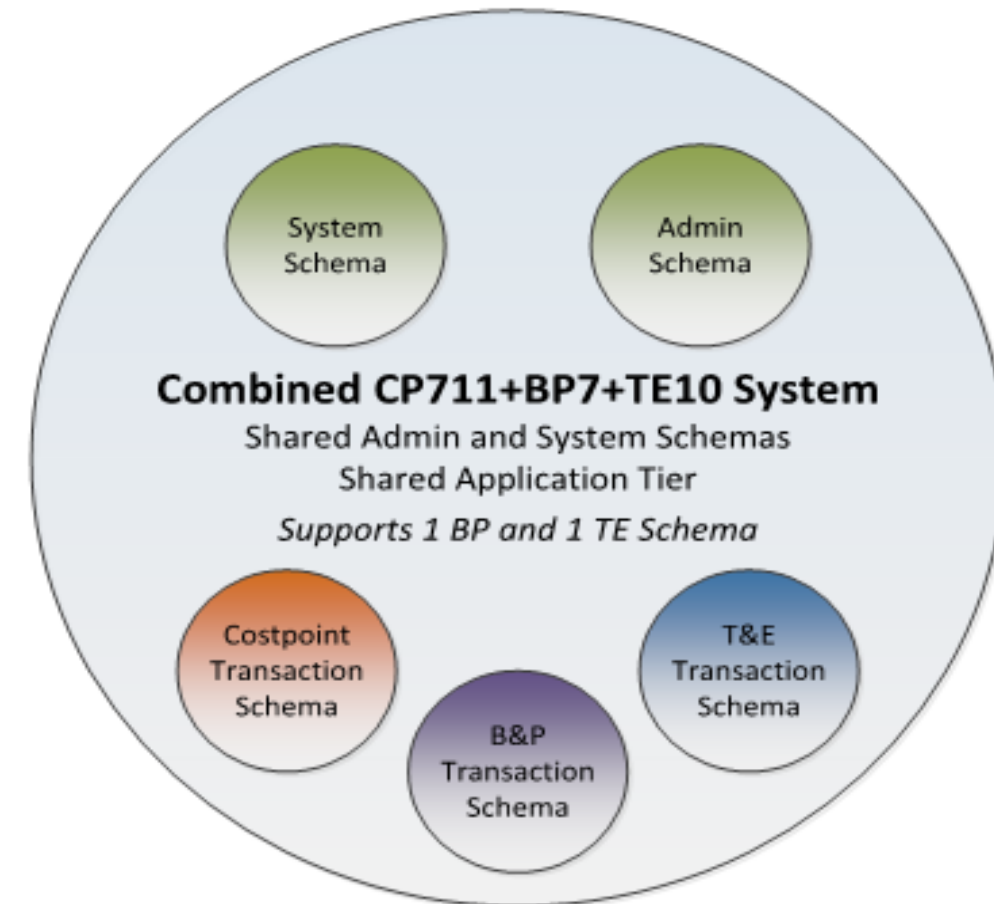 System
Schema
Admin
Schema
Combined CP711+BP7+TE10 System
Shared Admin and System Schemas
Shared Application Tier
Supports 1 BP and 1 TE Schema
Costpoint
Transaction
Schema
B&P
Transaction
Schema
T&E
Transaction
Schema